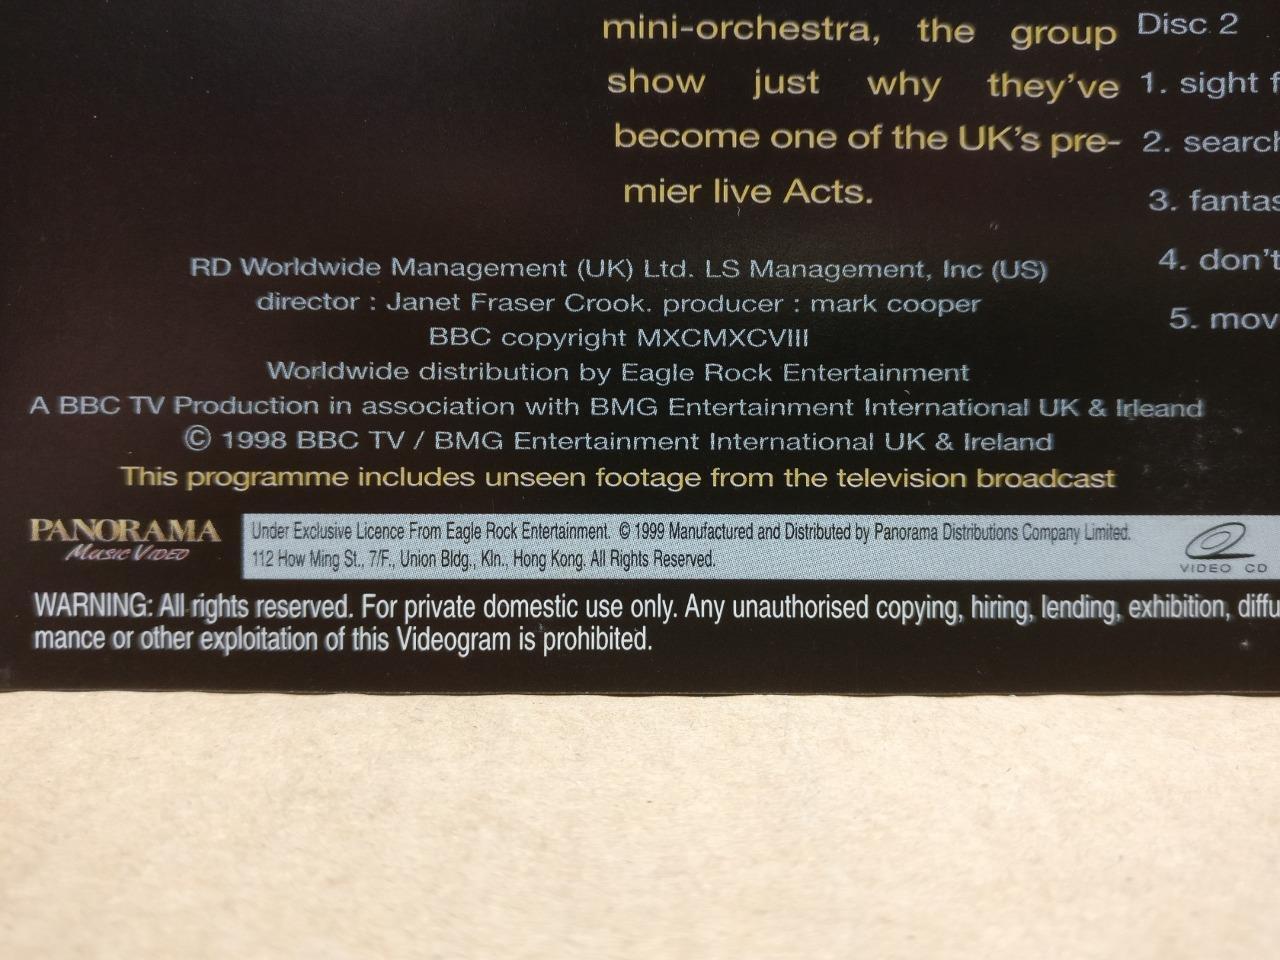 mini-orchestra, the group
show just why they've
become one of the UK's pre-
mier live Acts.
Disc 2
1. sight f
2. search
3. fantas
4. don't
5. mov
RD Worldwide Management (UK) Ltd. LS Management, Inc (US)
director : Janet Fraser Crook. producer : mark cooper
BBC copyright MXCMXCVIII
Worldwide distribution by Eagle Rock Entertainment
A BBC TV Production in association with BMG Entertainment International UK & Irleand
© 1998 BBC TV / BMG Entertainment International UK & Ireland
This programme includes unseen footage from the television broadcast
PANORAMA
MUSIC VIDEO
Under Exclusive Licence From Eagle Rock Entertainment. © 1999 Manufactured and Distributed by Panorama Distributions Company Limited.
112 How Ming St., 7/F., Union Bldg., Kln., Hong Kong. All Rights Reserved.
VIDEO CD
WARNING: All rights reserved. For private domestic use only. Any unauthorised copying, hiring, lending, exhibition, diffu
mance or other exploitation of this Videogram is prohibited.